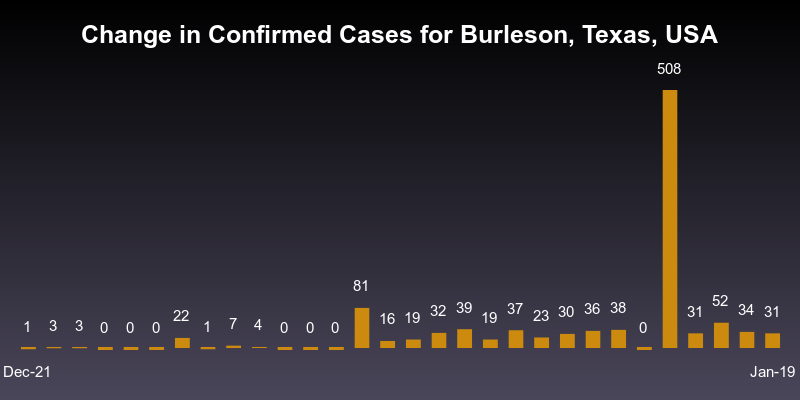 Change in Confirmed Cases for Burleson, Texas, USA
508
81
1 3 3 0 0 0 22 1 7 4 0 0 0 16 19 32 39 19 37 23 30 36 38 0 31 52 34 31
Dec-21 Jan-19